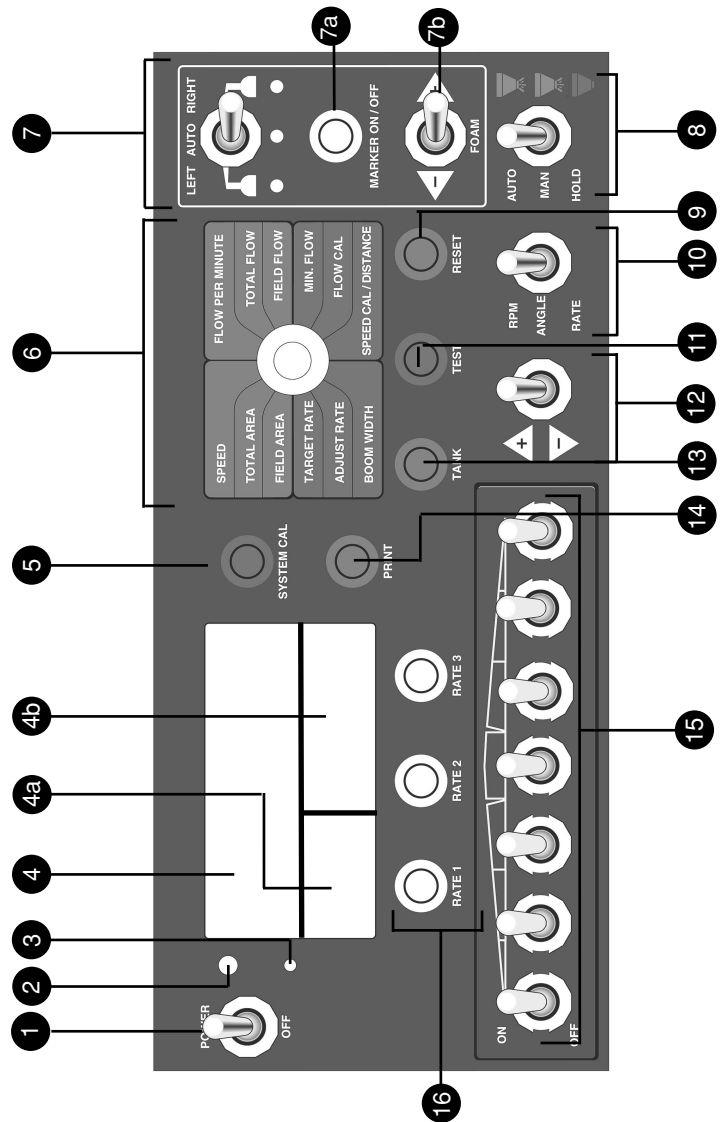 1
2
3
4
4a
4b
5
6
7
7a
7b
POWER
OFF
SYSTEM CAL
PRINT
SPEED
TOTAL AREA
FIELD AREA
TARGET RATE
ADJUST RATE
BOOM WIDTH
FLOW PER MINUTE
TOTAL FLOW
FIELD FLOW
MIN. FLOW
FLOW CAL
SPEED CAL / DISTANCE
LEFT AUTO RIGHT
MARKER ON / OFF
− +
FOAM
RATE 1
RATE 2
RATE 3
TANK
TEST
RESET
+
−
RPM
ANGLE
RATE
AUTO
MAN
HOLD
ON
OFF
16
15
14
13
12
11
10
9
8